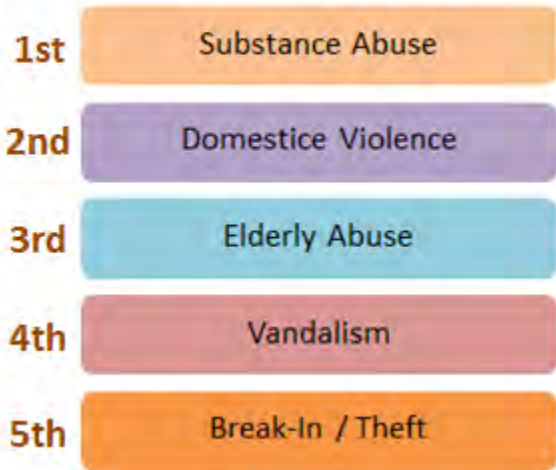 1st Substance Abuse
2nd Domestice Violence
3rd Elderly Abuse
4th Vandalism
5th Break-In / Theft